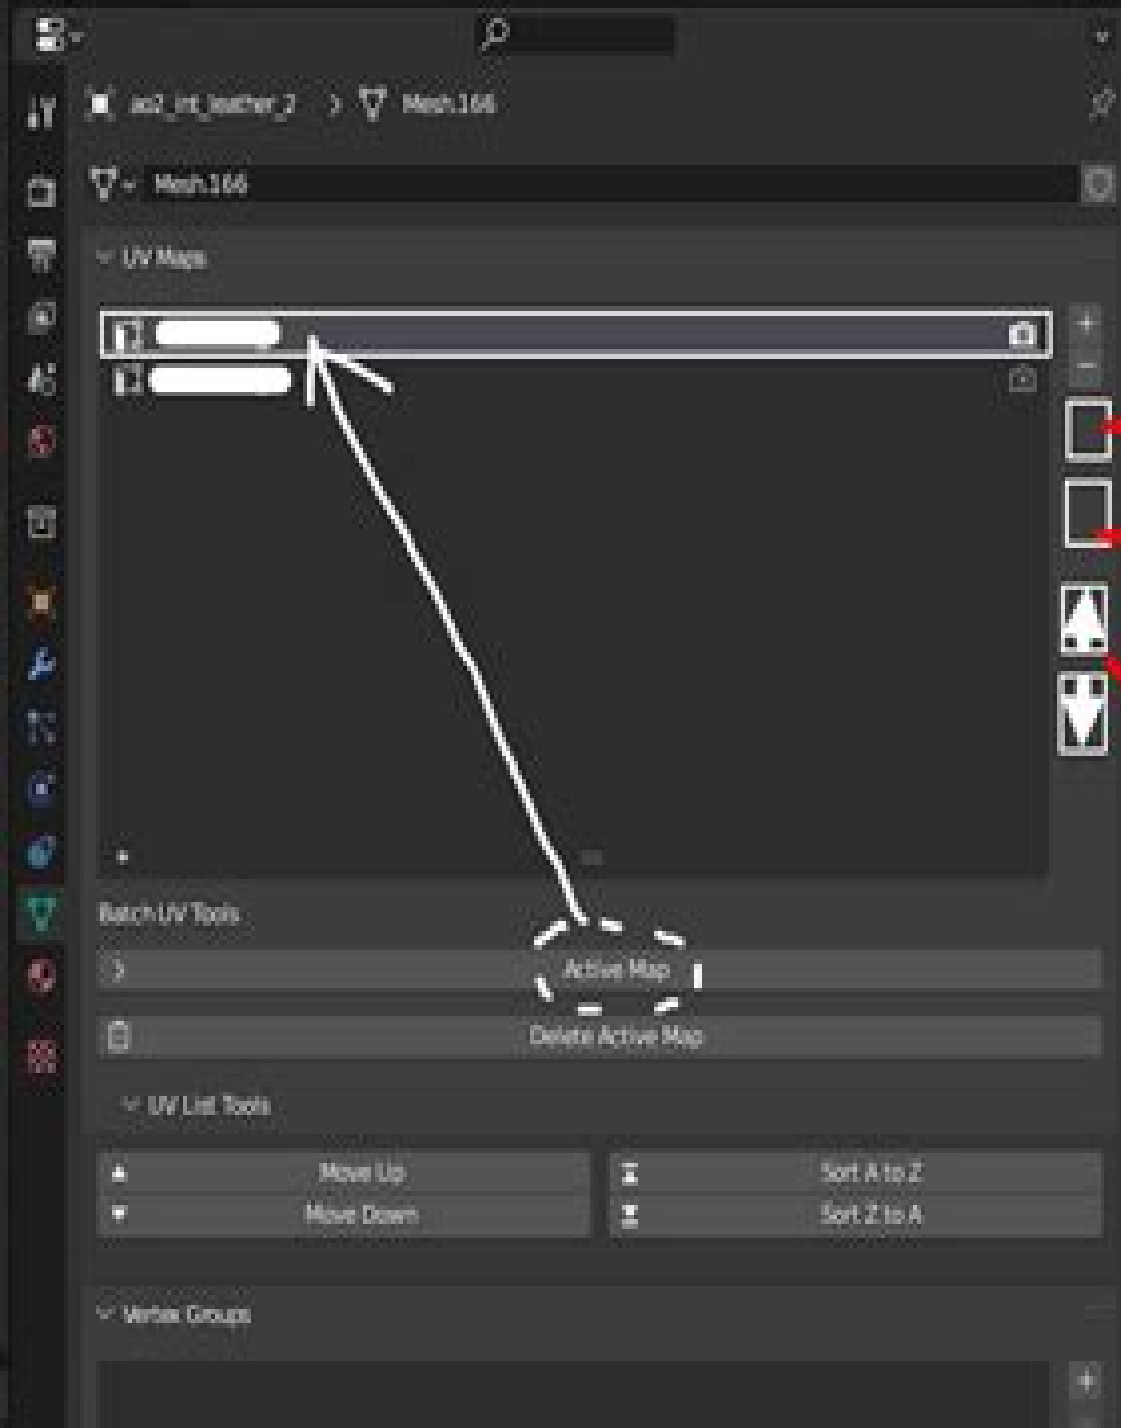 ao2_int_leather_2 > Mesh.166
Mesh.166
UV Maps
Batch UV Tools
Active Map
Delete Active Map
UV List Tools
Move Up
Sort A to Z
Move Down
Sort Z to A
Vertex Groups